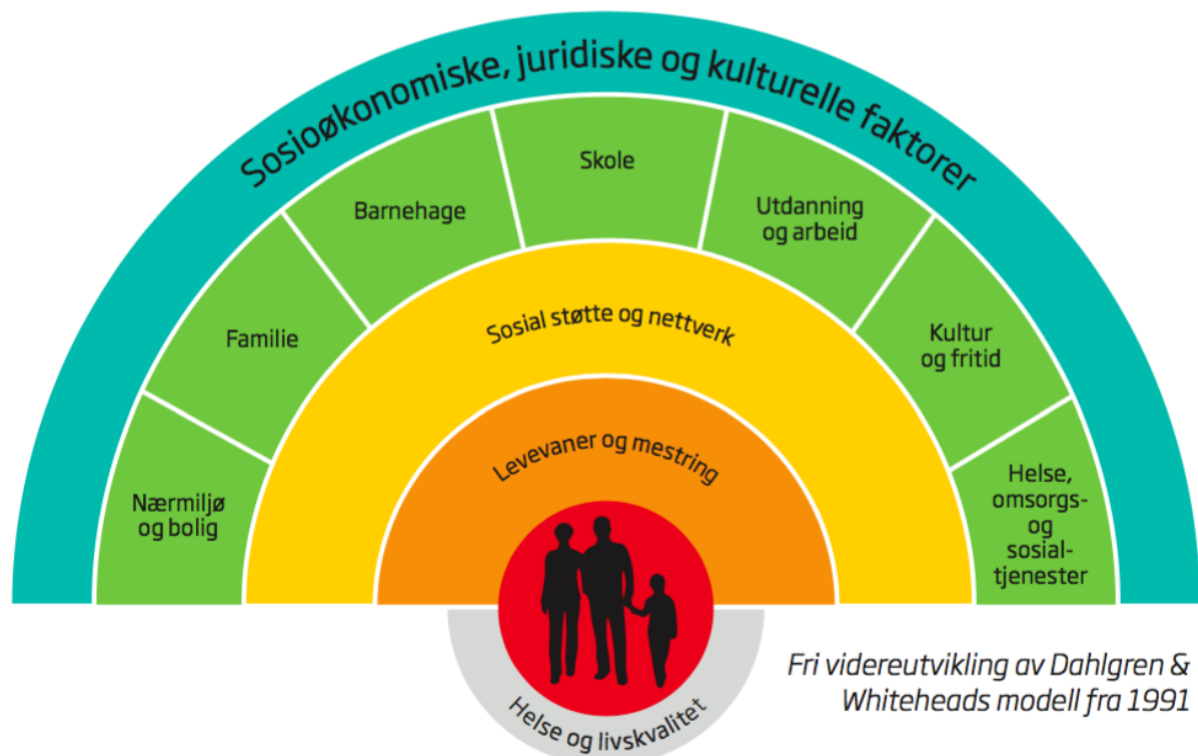 Sosioøkonomiske, juridiske og kulturelle faktorer
Nærmiljø
og bolig
Familie
Barnehage
Skole
Utdanning
og arbeid
Kultur
og fritid
Helse,
omsorgs-
og
sosial-
tjenester
Sosial støtte og nettverk
Levevaner og mestring
Helse og livskvalitet
Fri videreutvikling av Dahlgren &
Whiteheads modell fra 1991